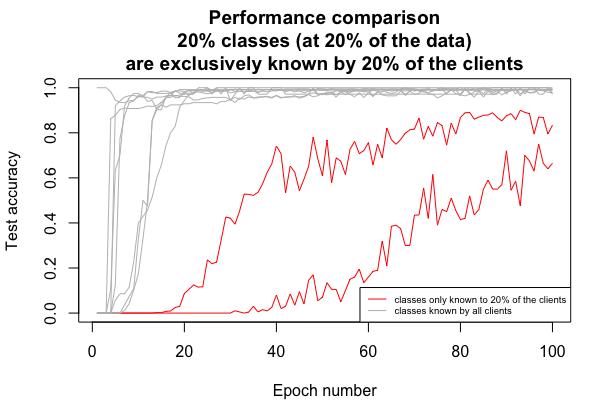 Performance comparison
20% classes (at 20% of the data)
are exclusively known by 20% of the clients
Test accuracy
1.0
0.8
0.6
0.4
0.2
0.0
classes only known to 20% of the clients
classes known by all clients
0 20 40 60 80 100
Epoch number